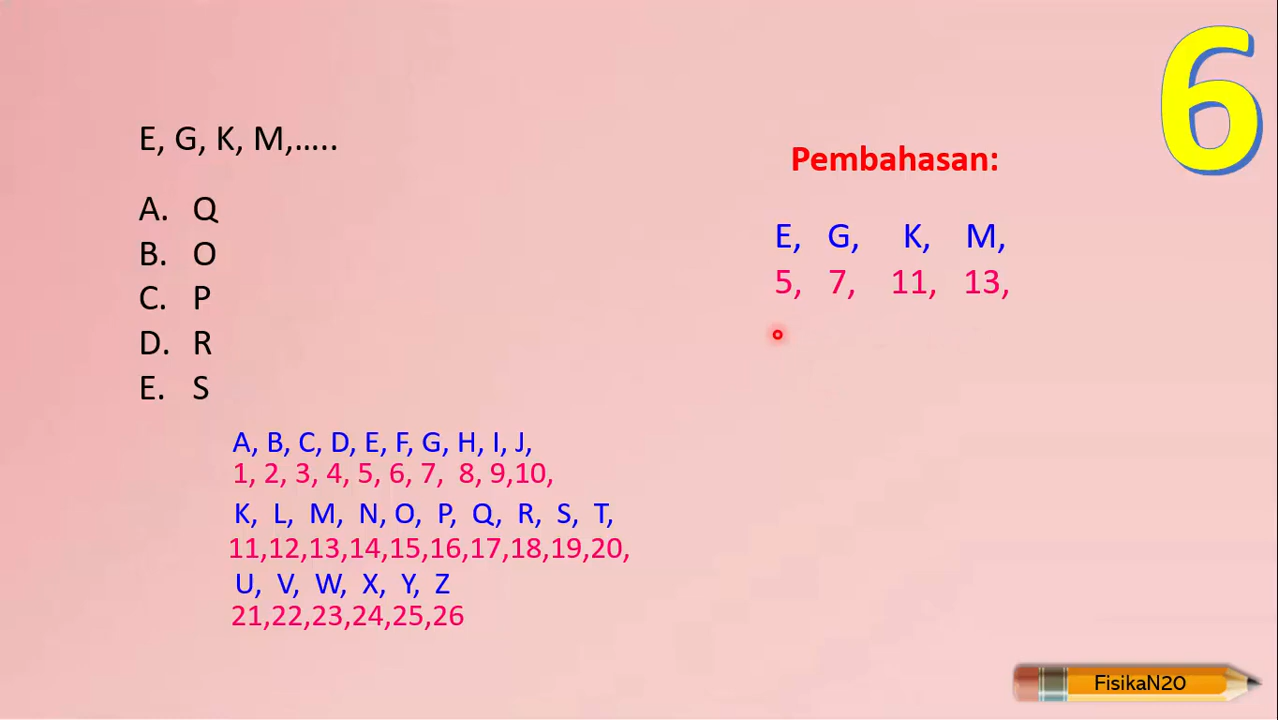 6
E, G, K, M,.....
A. Q
B. O
C. P
D. R
E. S
A, B, C, D, E, F, G, H, I, J,
1, 2, 3, 4, 5, 6, 7, 8, 9,10,
K, L, M, N, O, P, Q, R, S, T,
11,12,13,14,15,16,17,18,19,20,
U, V, W, X, Y, Z
21,22,23,24,25,26
Pembahasan:
E, G, K, M,
5, 7, 11, 13,
FisikaN20